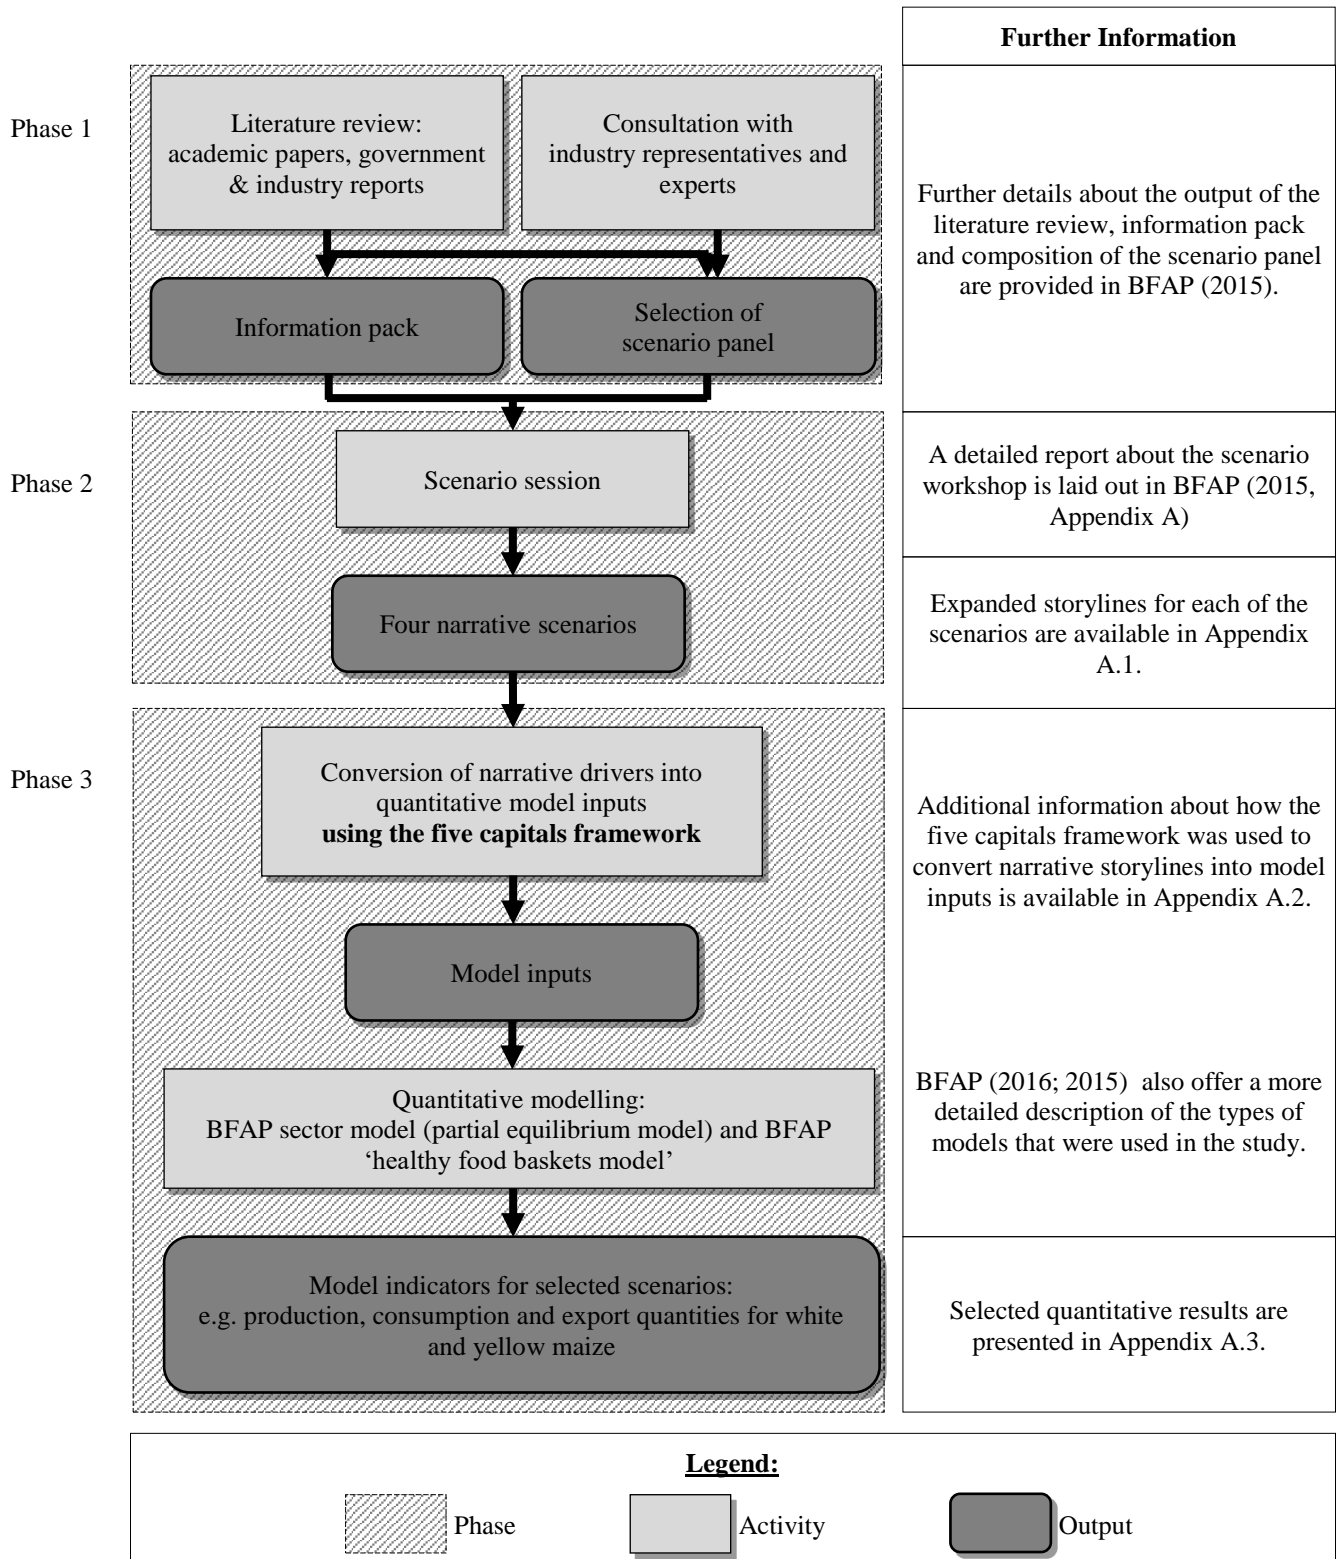 Further Information
Phase 1
Literature review:
academic papers, government
& industry reports
Consultation with
industry representatives and
experts
Further details about the output of the
literature review, information pack
and composition of the scenario panel
are provided in BFAP (2015).
Information pack
Selection of
scenario panel
Phase 2
Scenario session
A detailed report about the scenario
workshop is laid out in BFAP (2015,
Appendix A)
Four narrative scenarios
Expanded storylines for each of the
scenarios are available in Appendix
A.1.
Phase 3
Conversion of narrative drivers into
quantitative model inputs
using the five capitals framework
Additional information about how the
five capitals framework was used to
convert narrative storylines into model
inputs is available in Appendix A.2.
Model inputs
Quantitative modelling:
BFAP sector model (partial equilibrium model) and BFAP
‘healthy food baskets model’
BFAP (2016; 2015) also offer a more
detailed description of the types of
models that were used in the study.
Model indicators for selected scenarios:
e.g. production, consumption and export quantities for white
and yellow maize
Selected quantitative results are
presented in Appendix A.3.
Legend:
Phase
Activity
Output